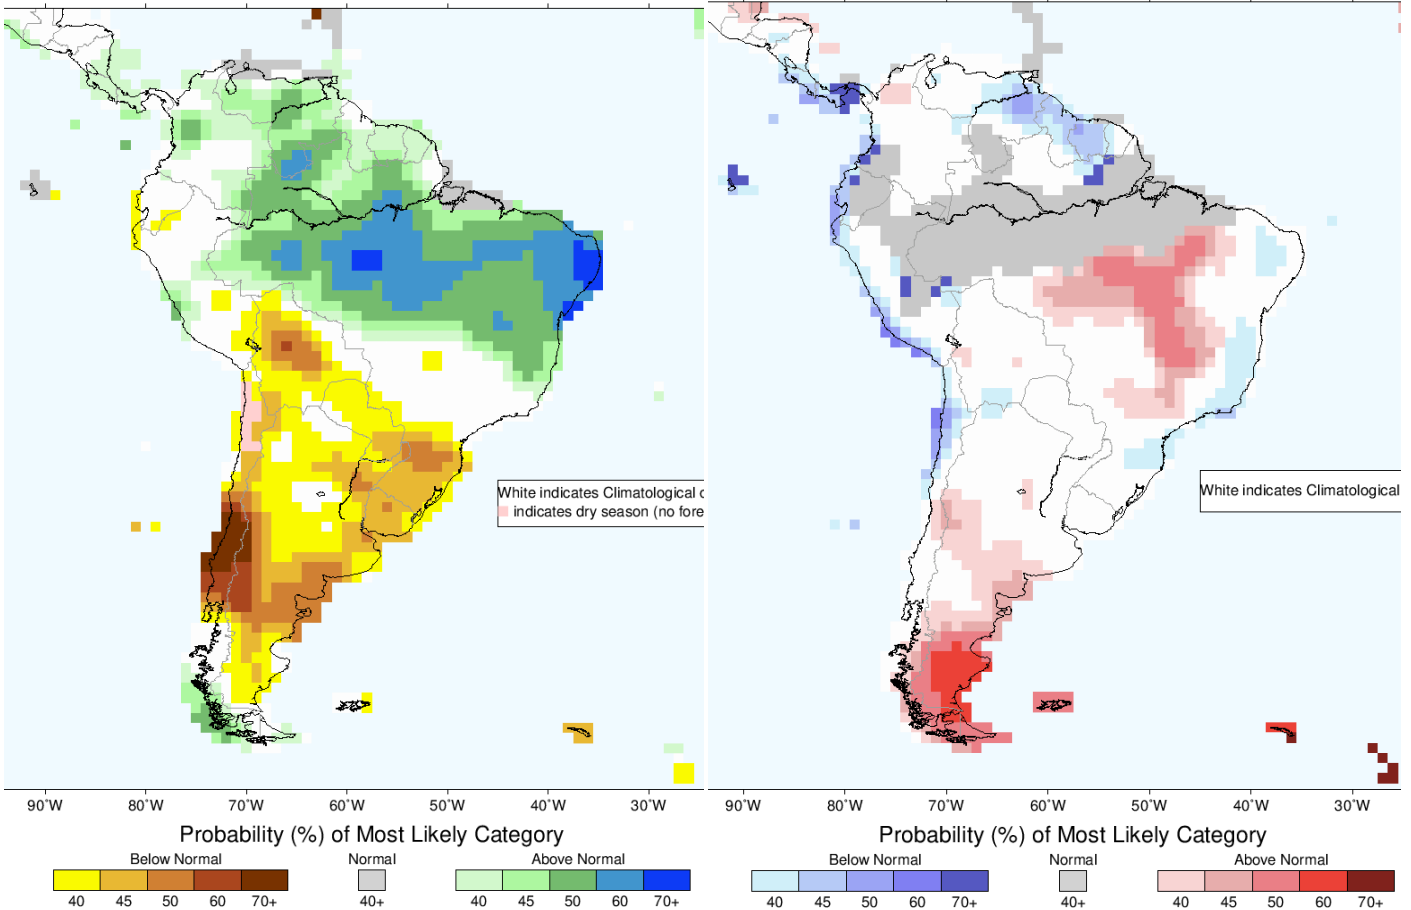 White indicates Climatological
indicates dry season (no fore
90°W 80°W 70°W 60°W 50°W 40°W 30°W
Probability (%) of Most Likely Category
Below Normal Normal Above Normal
40 45 50 60 70+ 40+ 40 45 50 60 70+
White indicates Climatological
90°W 80°W 70°W 60°W 50°W 40°W 30°W
Probability (%) of Most Likely Category
Below Normal Normal Above Normal
40 45 50 60 70+ 40+ 40 45 50 60 70+